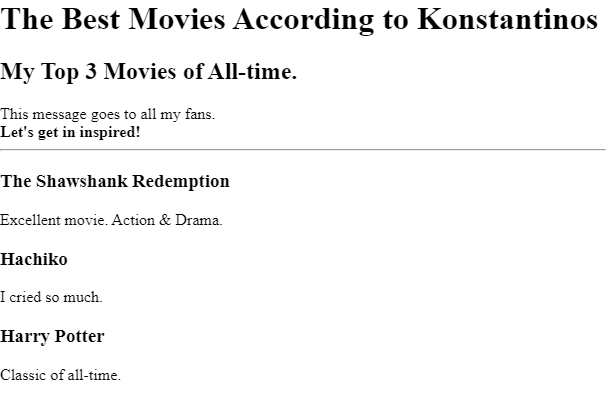 The Best Movies According to Konstantinos
My Top 3 Movies of All-time.
This message goes to all my fans.
Let's get in inspired!
The Shawshank Redemption
Excellent movie. Action & Drama.
Hachiko
I cried so much.
Harry Potter
Classic of all-time.